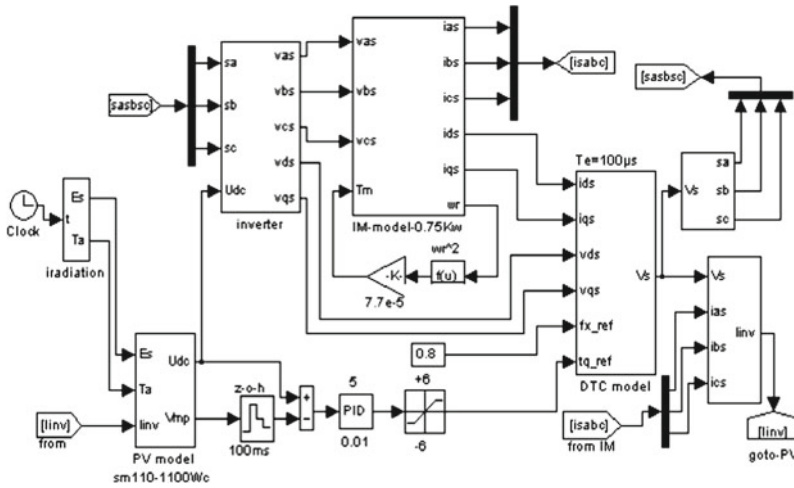 [sasbsc]
sa
sb
sc
Udc
vas
vbs
vcs
vds
vqs
inverter
vas
vbs
vcs
Tm
ias
ibs
ics
ids
iqs
wr
IM-model-0.75Kw
[isabc]
[sasbsc]
Vs
sa
sb
sc
Clock
t
Es
Ta
iradiation
wr^2
f(u)
-K-
7.7e-5
Te=100µs
ids
iqs
vds
vqs
fx_ref
tq_ref
Vs
DTC model
0.8
Vs
ias
ibs
ics
Iinv
[isabc]
from IM
[Iinv]
goto-PV
[Iinv]
from
Es
Ta
Iinv
Udc
Vmp
PV model
sm110-1100Wc
z-o-h
100ms
+
−
5
PID
0.01
+6
-6